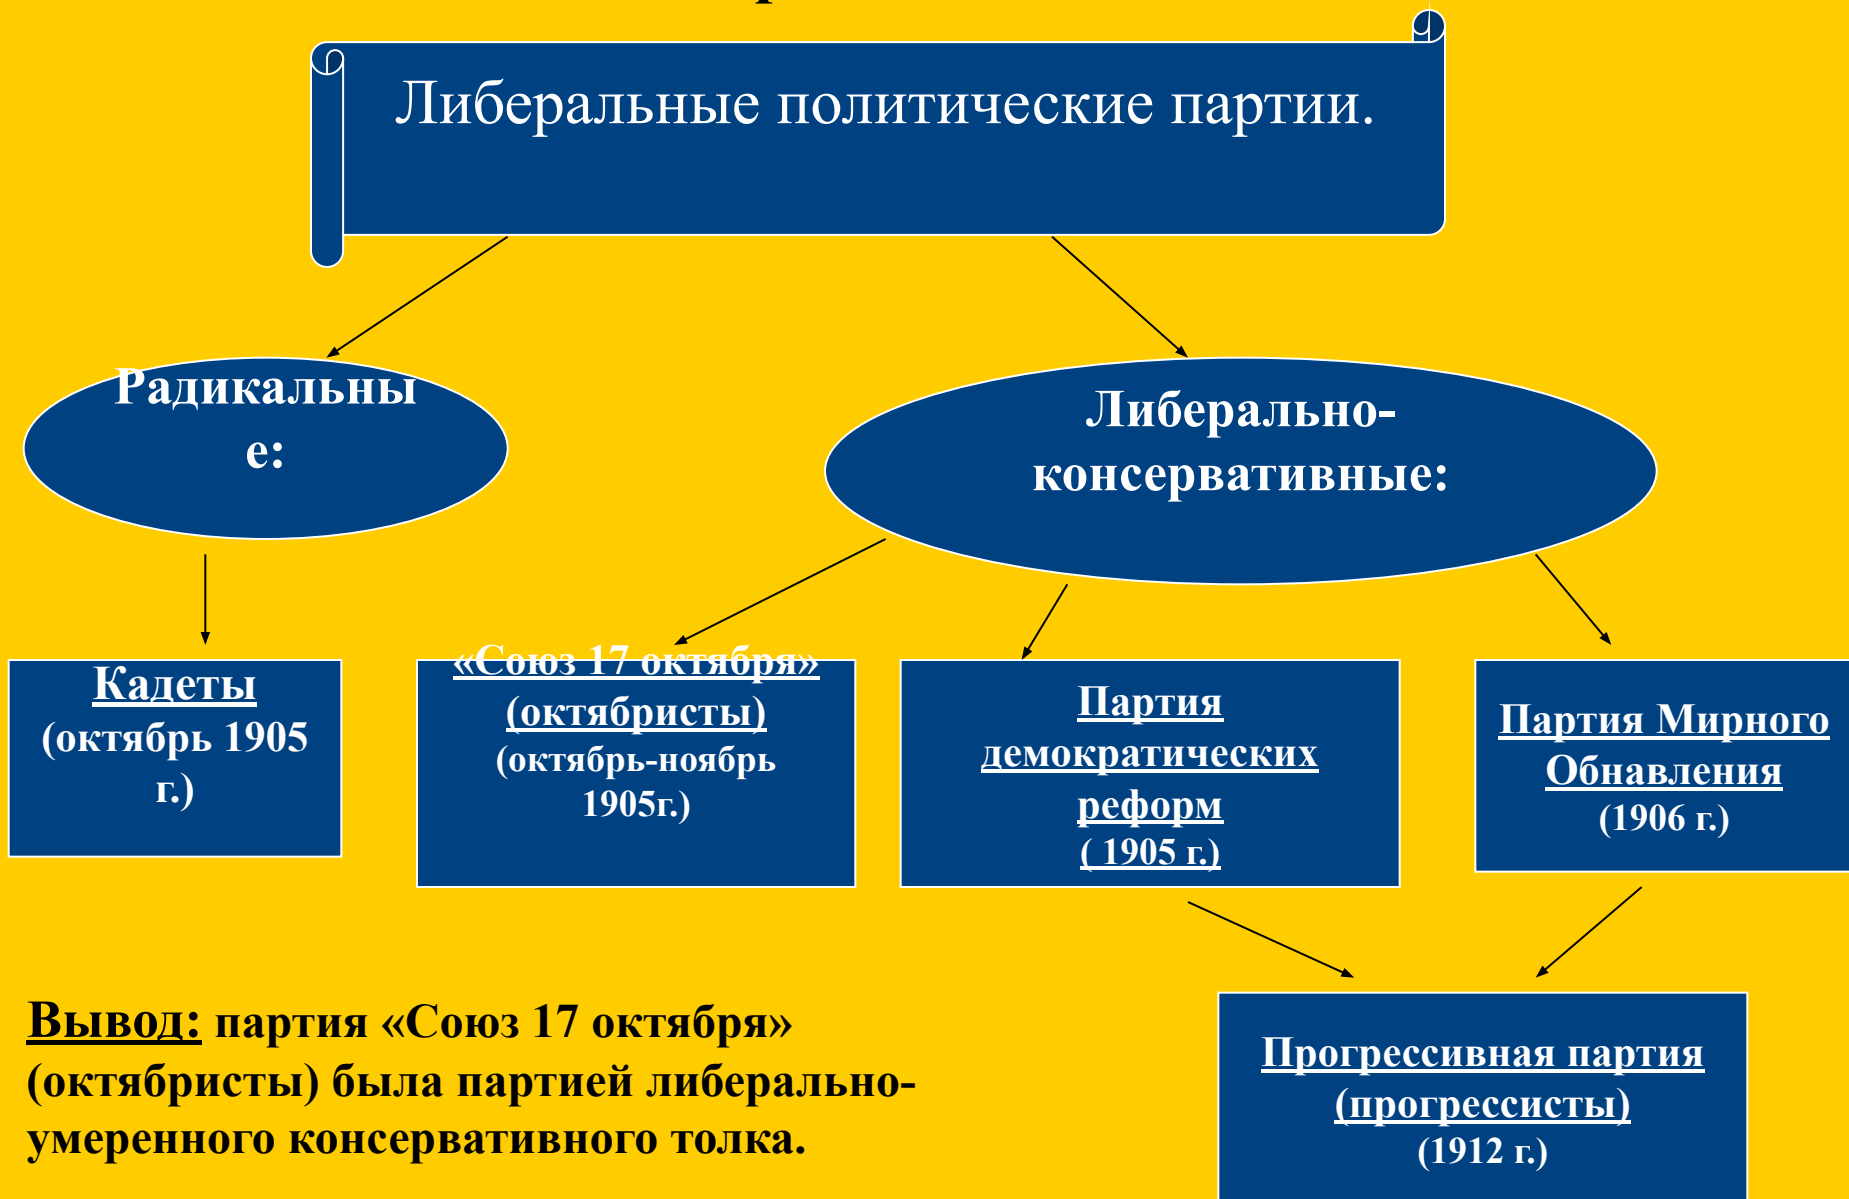 Либеральные политические партии.
Радикальны
е:
Либерально-
консервативные:
Кадеты
(октябрь 1905
г.)
«Союз 17 октября»
(октябристы)
(октябрь-ноябрь
1905г.)
Партия
демократических
реформ
( 1905 г.)
Партия Мирного
Обнавления
(1906 г.)
Прогрессивная партия
(прогрессисты)
(1912 г.)
Вывод: партия «Союз 17 октября»
(октябристы) была партией либерально-
умеренного консервативного толка.